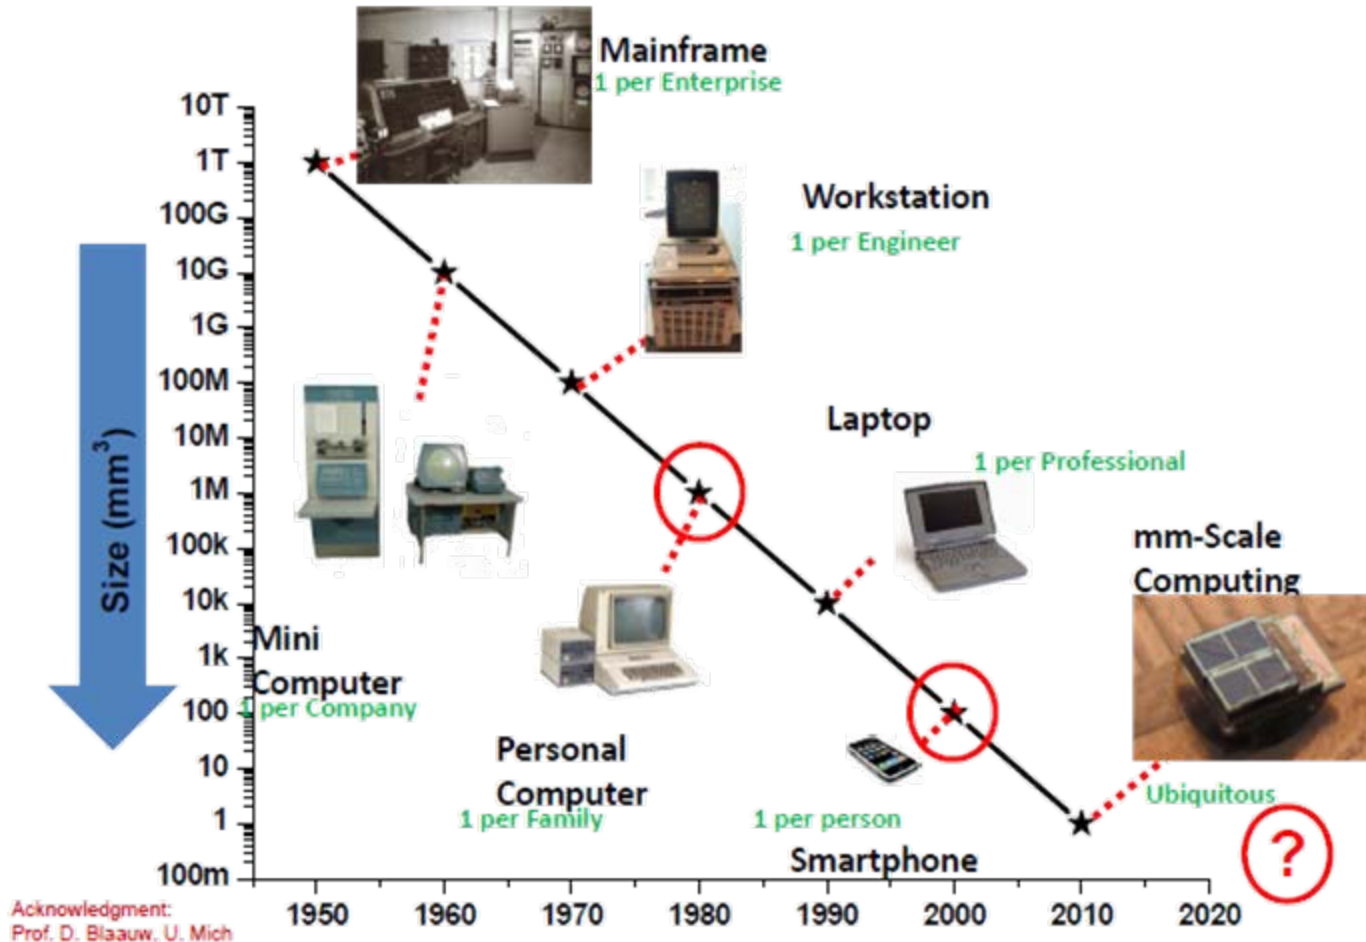 Mainframe
1 per Enterprise
10T
1T
100G
10G
1G
100M
10M
1M
100k
10k
1k
100
10
1
100m
Size (mm³)
Workstation
1 per Engineer
Laptop
1 per Professional
mm-Scale
Computing
Mini
Computer
1 per Company
Personal
Computer
1 per Family
1 per person
Smartphone
Ubiquitous
?
1950 1960 1970 1980 1990 2000 2010 2020
Acknowledgment:
Prof. D. Blaauw, U. Mich